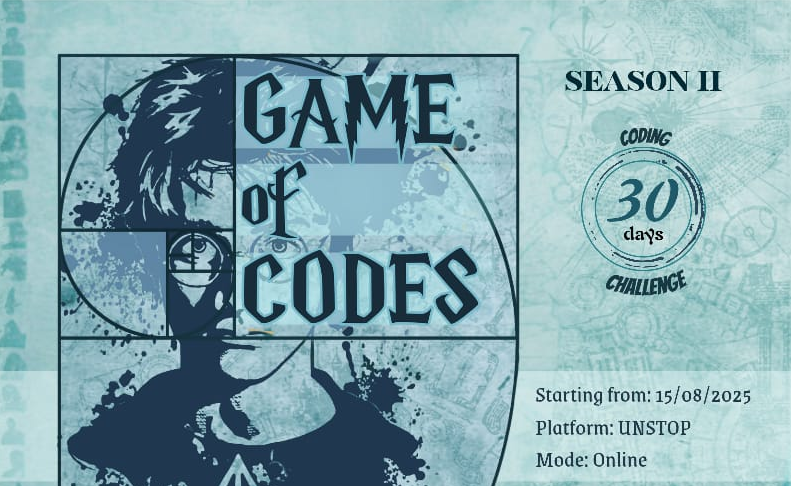 GAME
of
CODES
SEASON II
CODING
30
days
CHALLENGE
Starting from: 15/08/2025
Platform: UNSTOP
Mode: Online